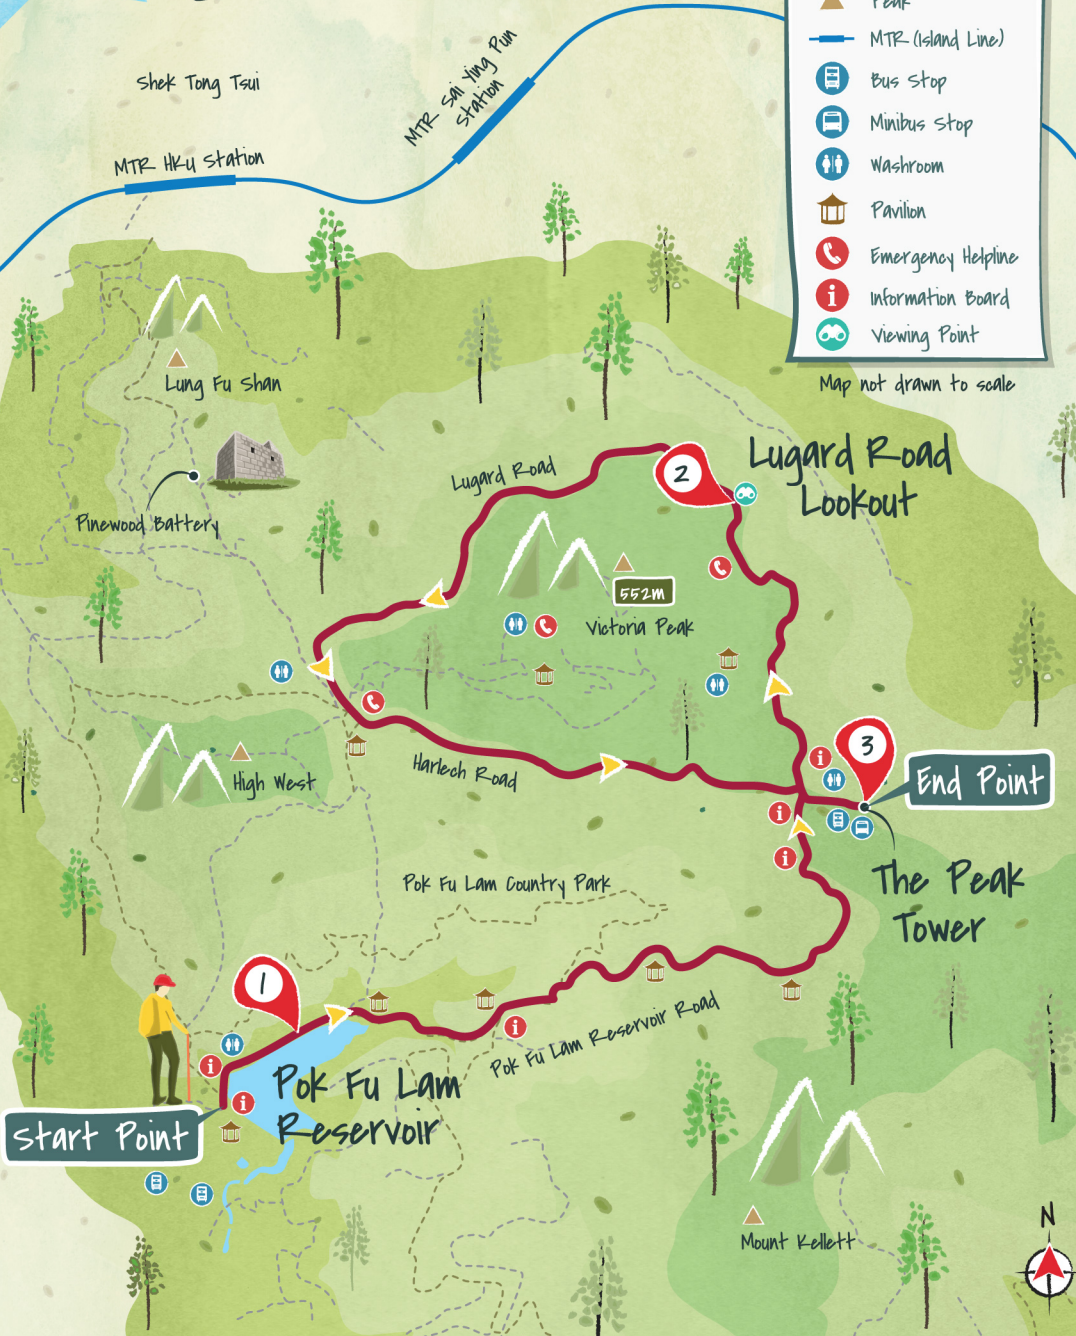 Peak
MTR (Island Line)
Bus Stop
Minibus Stop
Washroom
Pavilion
Emergency Helpline
Information Board
Viewing Point
Map not drawn to scale
Shek Tong Tsui
MTR Sai Ying Pun
Station
MTR HKU Station
Lung Fu Shan
Pinewood Battery
Lugard Road
2
Lugard Road
Lookout
552m
Victoria Peak
High West
Harlech Road
3
End Point
The Peak
Tower
Pok Fu Lam Country Park
1
Pok Fu Lam Reservoir Road
Pok Fu Lam
Reservoir
Start Point
Mount Kellett
N